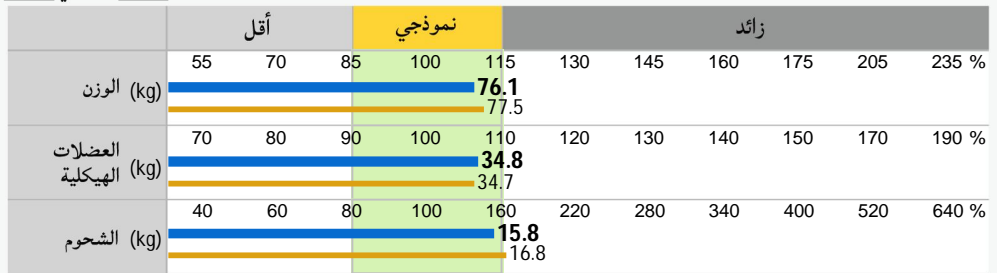 أقل نموذجي زائد
55 70 85 100 115 130 145 160 175 205 235 %
الوزن (kg) 76.1
77.5
70 80 90 100 110 120 130 140 150 170 190 %
العضلات الهيكلية (kg) 34.8
34.7
40 60 80 100 160 220 280 340 400 520 640 %
الشحوم (kg) 15.8
16.8